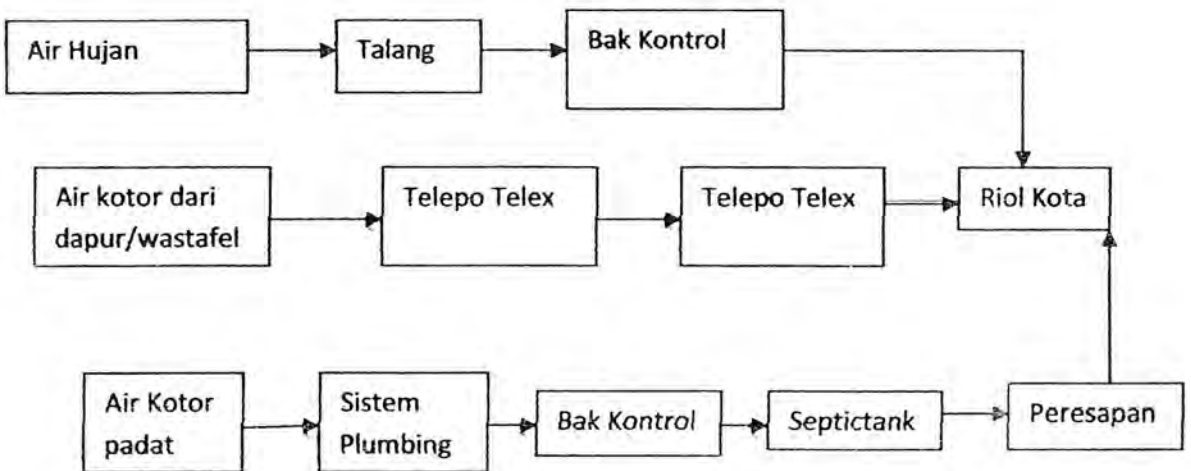 Air Hujan
Talang
Bak Kontrol
Air kotor dari
dapur/wastafel
Telepo Telex
Telepo Telex
Riol Kota
Air Kotor
padat
Sistem
Plumbing
Bak Kontrol
Septictank
Peresapan